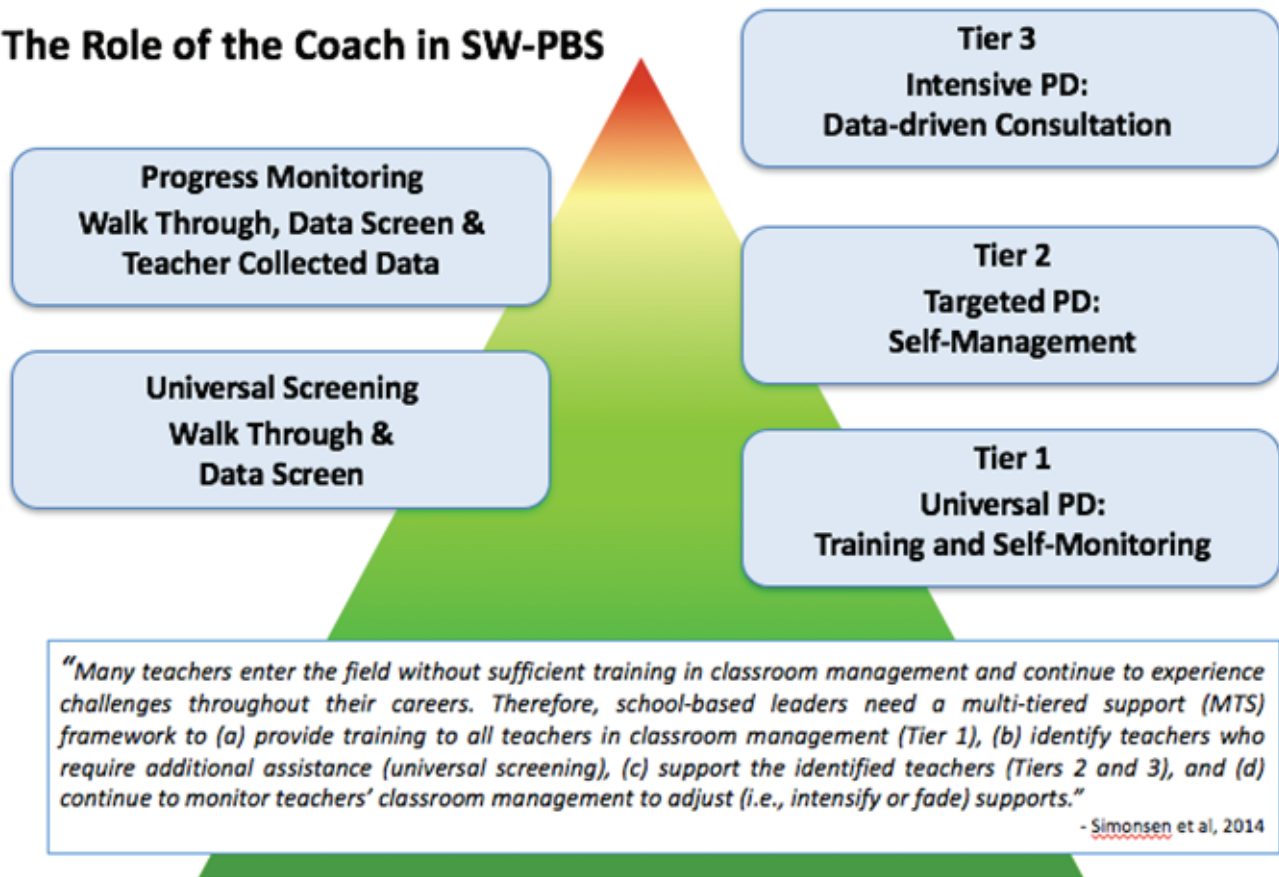 The Role of the Coach in SW-PBS
Tier 3
Intensive PD:
Data-driven Consultation
Progress Monitoring
Walk Through, Data Screen &
Teacher Collected Data
Tier 2
Targeted PD:
Self-Management
Universal Screening
Walk Through &
Data Screen
Tier 1
Universal PD:
Training and Self-Monitoring
“Many teachers enter the field without sufficient training in classroom management and continue to experience
challenges throughout their careers. Therefore, school-based leaders need a multi-tiered support (MTS)
framework to (a) provide training to all teachers in classroom management (Tier 1), (b) identify teachers who
require additional assistance (universal screening), (c) support the identified teachers (Tiers 2 and 3), and (d)
continue to monitor teachers’ classroom management to adjust (i.e., intensify or fade) supports.”
- Simonsen et al, 2014